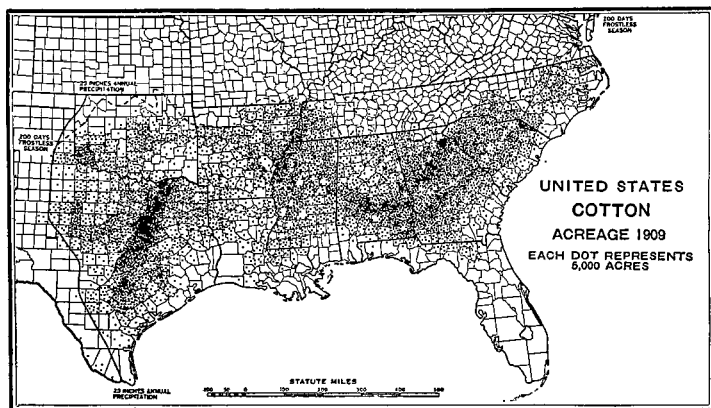 200 DAYS
FROSTLESS
SEASON
23 INCHES ANNUAL
PRECIPITATION
200 DAYS
FROSTLESS
SEASON
UNITED STATES
COTTON
ACREAGE 1909
EACH DOT REPRESENTS
5,000 ACRES
STATUTE MILES
23 INCHES ANNUAL
PRECIPITATION